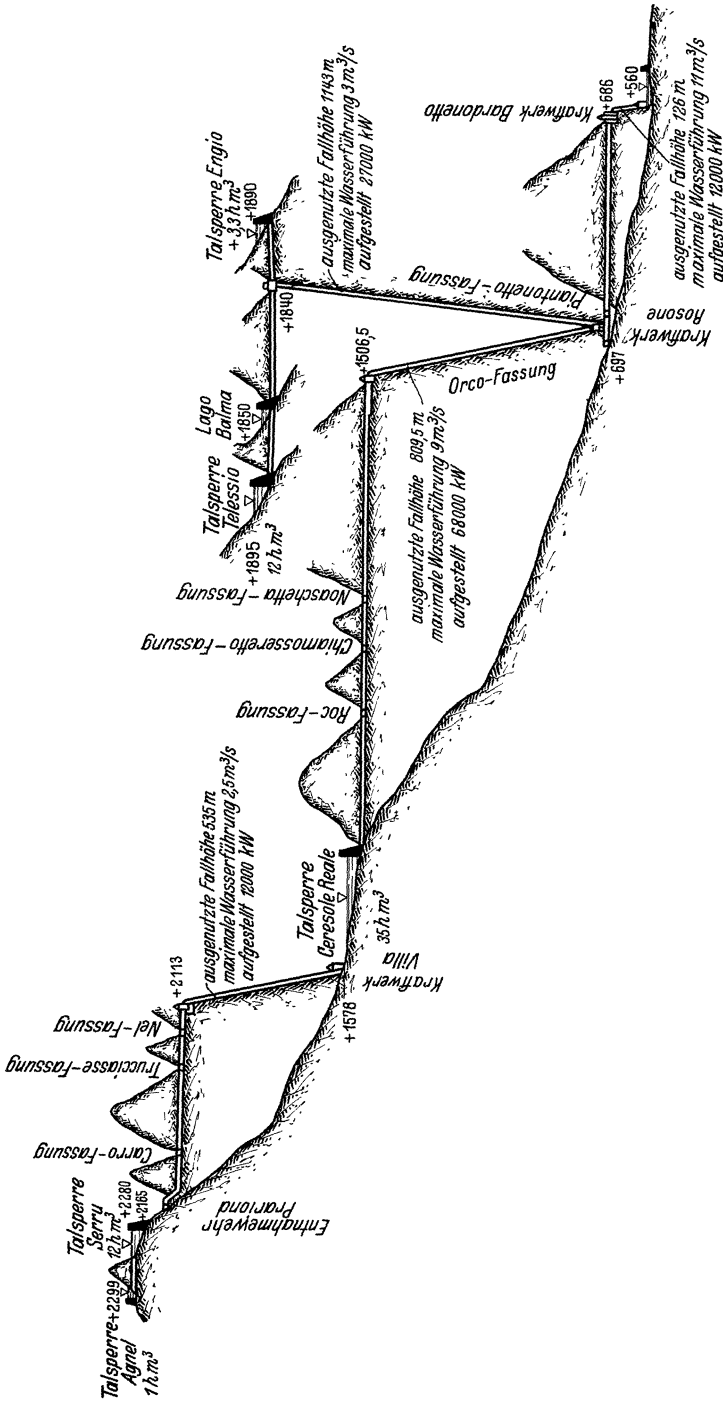 Talsperre +2299
Agnel
1 h.m³
Talsperre
Serru
12 h.m³
+2280
+2165
Entnahmewehr
Prariond
Carro-Fassung
Trucciasse-Fassung
Nel-Fassung
+2113
ausgenutzte Fallhöhe 535 m
maximale Wasserführung 2,5 m³/s
aufgestellt 12000 kW
+1578
Kraftwerk
Villa
Talsperre
Ceresole Reale
35 h.m³
Roc-Fassung
Chiamosseretto-Fassung
Noaschetta-Fassung
Talsperre
Telessio
+1895
12 h.m³
Lago
Balma
+1850
Talsperre Engio
+3,3 h.m³
+1890
+1840
ausgenutzte Fallhöhe 1143 m
maximale Wasserführung 3 m³/s
aufgestellt 27000 kW
Piantonetto-Fassung
+1506,5
Orco-Fassung
ausgenutzte Fallhöhe 809,5 m
maximale Wasserführung 9 m³/s
aufgestellt 68000 kW
+697
Kraftwerk
Rosone
Kraftwerk Bardonetto
+686
+560
ausgenutzte Fallhöhe 126 m
maximale Wasserführung 11 m³/s
aufgestellt 12000 kW